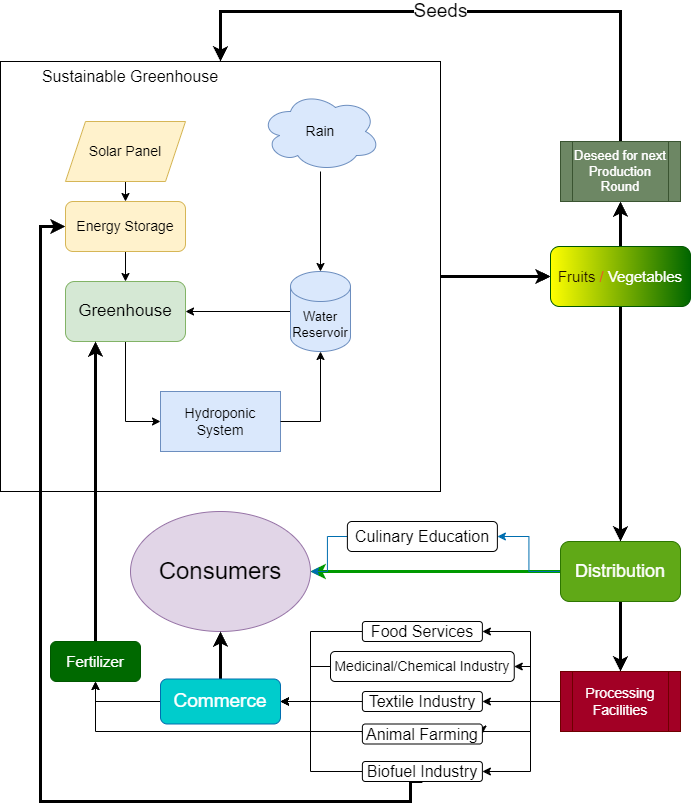 Seeds
Sustainable Greenhouse
Solar Panel
Rain
Deseed for next
Production
Round
Energy Storage
Fruits / Vegetables
Greenhouse
Water
Reservoir
Hydroponic
System
Culinary Education
Consumers
Distribution
Food Services
Fertilizer
Medicinal/Chemical Industry
Commerce
Textile Industry
Processing
Facilities
Animal Farming
Biofuel Industry